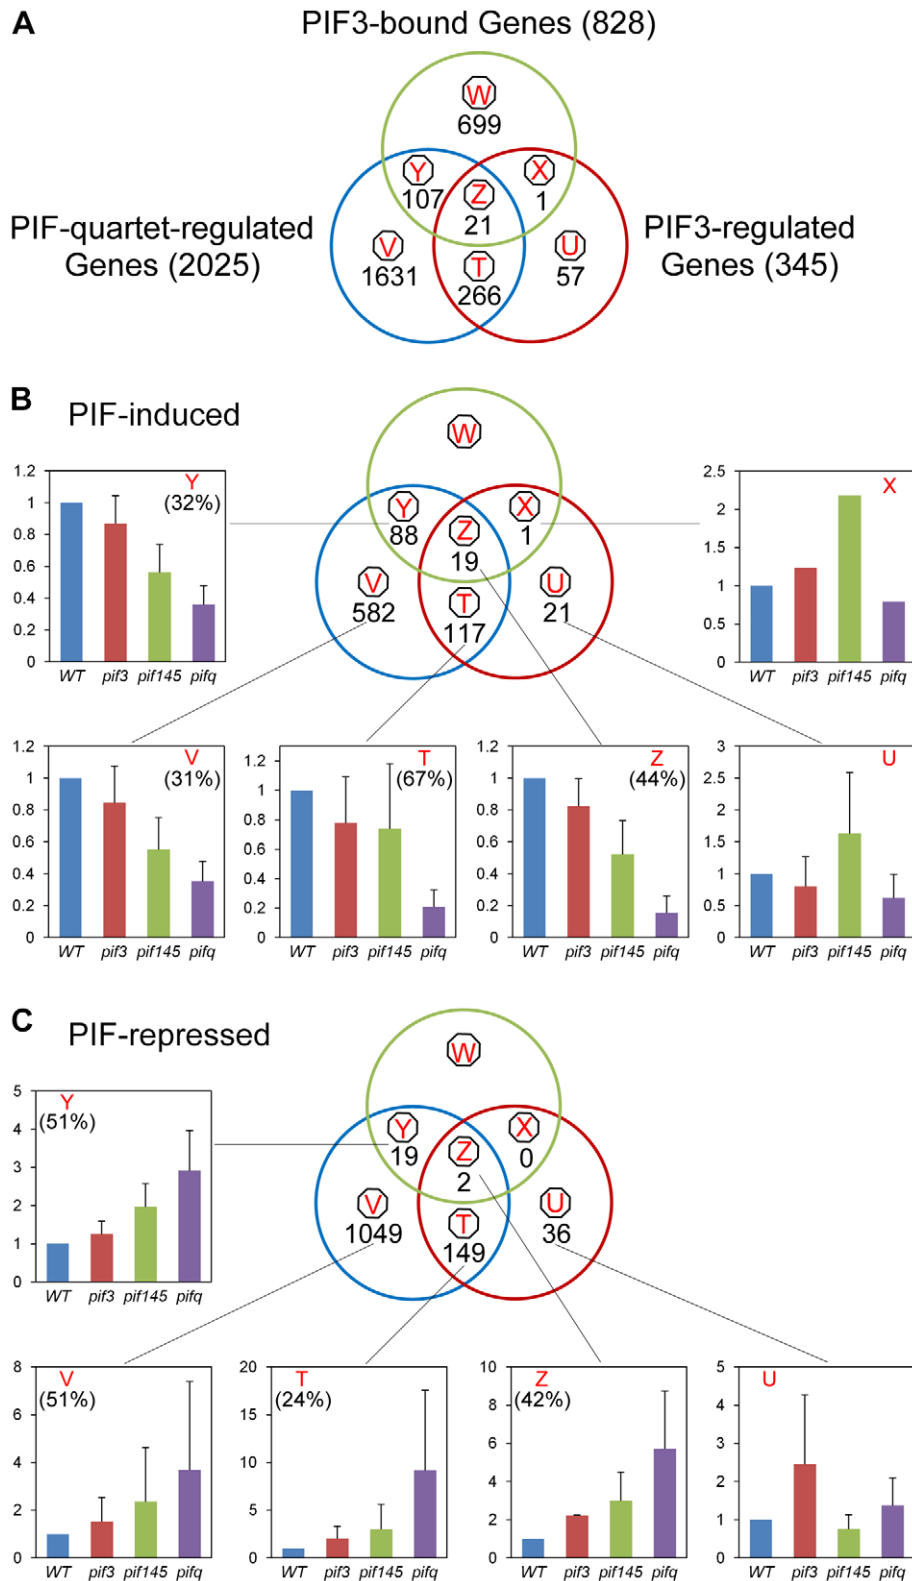 A
PIF3-bound Genes (828)
W
699
Y
107
X
1
Z
21
PIF-quartet-regulated
Genes (2025)
V
1631
T
266
U
57
PIF3-regulated
Genes (345)
B
PIF-induced
W
Y
88
X
1
Z
19
V
582
T
117
U
21
Y
(32%)
1.2
1
0.8
0.6
0.4
0.2
0
WT pif3 pif145 pifq
X
2.5
2
1.5
1
0.5
0
WT pif3 pif145 pifq
V
(31%)
1.2
1
0.8
0.6
0.4
0.2
0
WT pif3 pif145 pifq
T
(67%)
1.2
1
0.8
0.6
0.4
0.2
0
WT pif3 pif145 pifq
Z
(44%)
1.2
1
0.8
0.6
0.4
0.2
0
WT pif3 pif145 pifq
U
3
2.5
2
1.5
1
0.5
0
WT pif3 pif145 pifq
C
PIF-repressed
W
Y
19
X
0
Z
2
V
1049
T
149
U
36
Y
(51%)
5
4
3
2
1
0
WT pif3 pif145 pifq
V
(51%)
8
6
4
2
0
WT pif3 pif145 pifq
T
(24%)
20
15
10
5
0
WT pif3 pif145 pifq
Z
(42%)
10
8
6
4
2
0
WT pif3 pif145 pifq
U
5
4
3
2
1
0
WT pif3 pif145 pifq